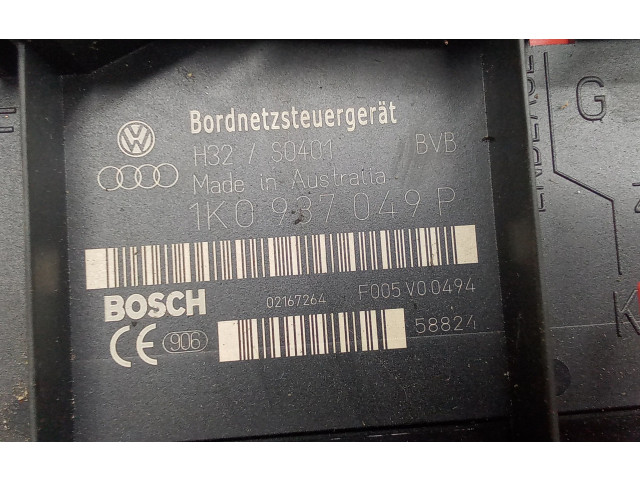 Bordnetzsteuergerät
H32 / S0401 BVB
Made in Australia
1K0 937 049 P
BOSCH 02167264 F005 V0 0494
CE 906 58824
G
K